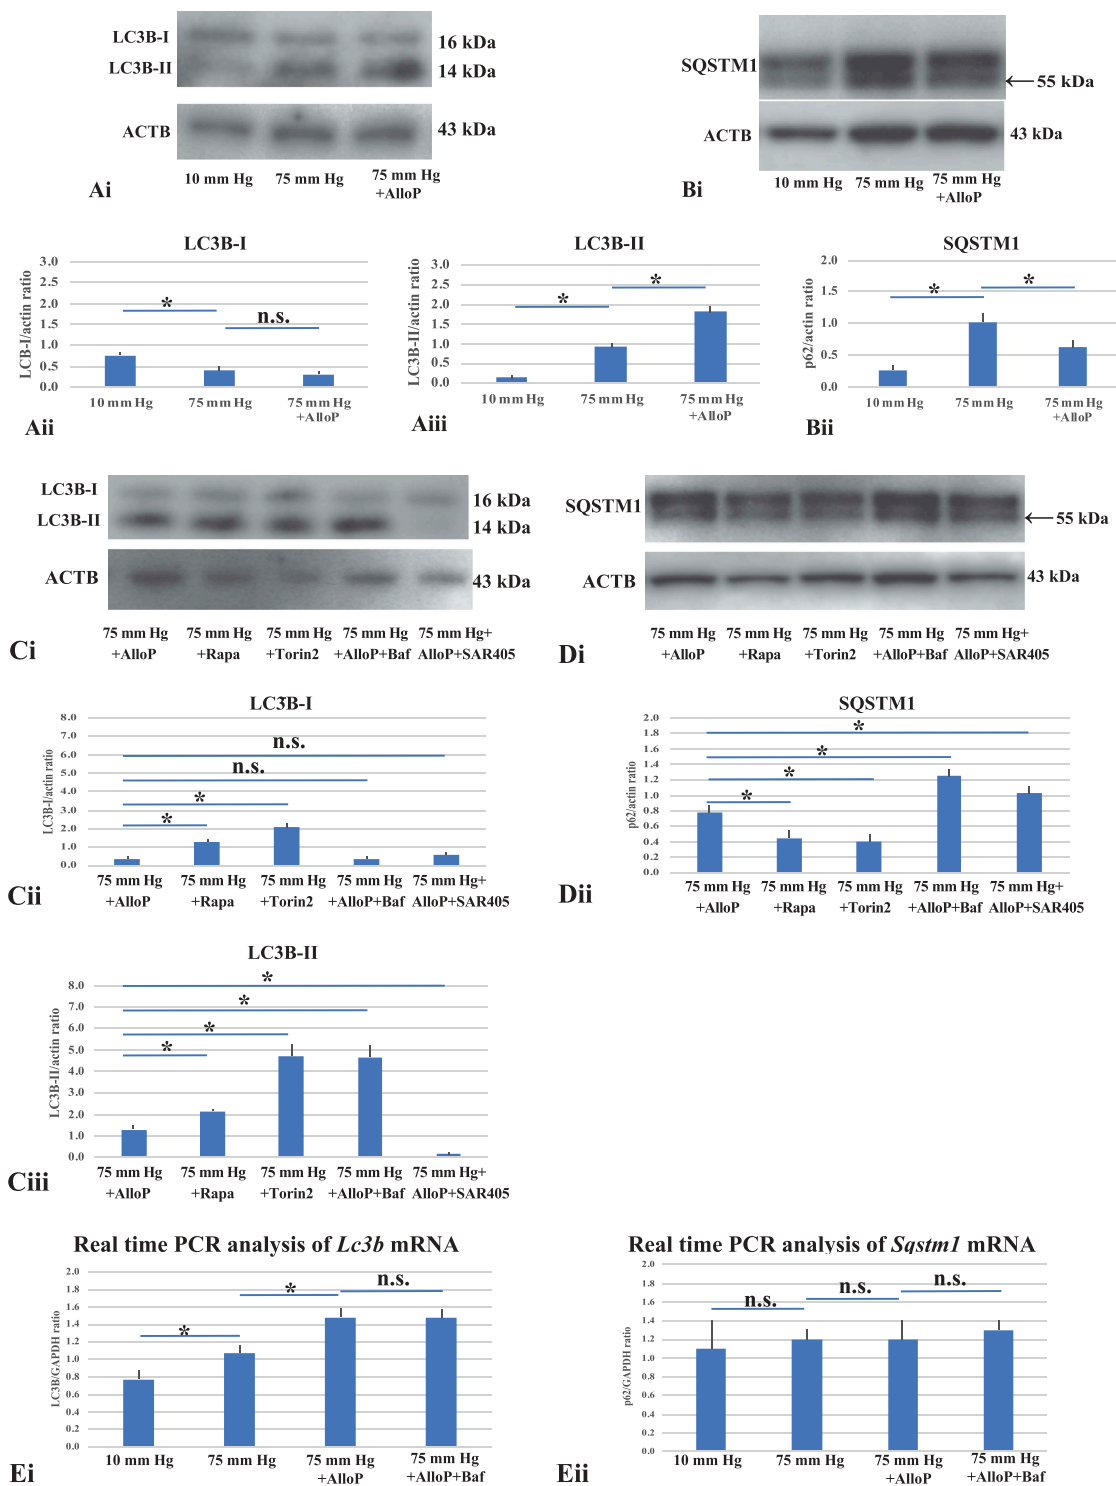 LC3B-I
16 kDa
LC3B-II
14 kDa
ACTB
43 kDa
10 mm Hg
75 mm Hg
75 mm Hg
+AlloP
Ai
SQSTM1
55 kDa
ACTB
43 kDa
10 mm Hg
75 mm Hg
75 mm Hg
+AlloP
Bi
LC3B-I
LCB-I/actin ratio
3.0
2.5
2.0
1.5
1.0
0.5
0.0
*
n.s.
10 mm Hg
75 mm Hg
75 mm Hg
+AlloP
Aii
LC3B-II
LC3B-II/actin ratio
3.0
2.5
2.0
1.5
1.0
0.5
0.0
*
*
10 mm Hg
75 mm Hg
75 mm Hg
+AlloP
Aiii
SQSTM1
p62/actin ratio
2.0
1.5
1.0
0.5
0.0
*
*
10 mm Hg
75 mm Hg
75 mm Hg
+AlloP
Bii
LC3B-I
16 kDa
LC3B-II
14 kDa
ACTB
43 kDa
75 mm Hg 75 mm Hg 75 mm Hg 75 mm Hg 75 mm Hg+
+AlloP +Rapa +Torin2 +AlloP+Baf AlloP+SAR405
Ci
SQSTM1
55 kDa
ACTB
43 kDa
75 mm Hg 75 mm Hg 75 mm Hg 75 mm Hg 75 mm Hg+
+AlloP +Rapa +Torin2 +AlloP+Baf AlloP+SAR405
Di
LC3B-I
LC3B-I/actin ratio
8.0
7.0
6.0
5.0
4.0
3.0
2.0
1.0
0.0
n.s.
n.s.
*
*
75 mm Hg 75 mm Hg 75 mm Hg 75 mm Hg 75 mm Hg+
+AlloP +Rapa +Torin2 +AlloP+Baf AlloP+SAR405
Cii
SQSTM1
p62/actin ratio
2.0
1.8
1.6
1.4
1.2
1.0
0.8
0.6
0.4
0.2
0.0
*
*
*
*
75 mm Hg 75 mm Hg 75 mm Hg 75 mm Hg 75 mm Hg+
+AlloP +Rapa +Torin2 +AlloP+Baf AlloP+SAR405
Dii
LC3B-II
LC3B-II/actin ratio
8.0
7.0
6.0
5.0
4.0
3.0
2.0
1.0
0.0
*
*
*
*
75 mm Hg 75 mm Hg 75 mm Hg 75 mm Hg 75 mm Hg+
+AlloP +Rapa +Torin2 +AlloP+Baf AlloP+SAR405
Ciii
Real time PCR analysis of Lc3b mRNA
LC3B/GAPDH ratio
2.0
1.8
1.6
1.4
1.2
1.0
0.8
0.6
0.4
0.2
0.0
*
*
n.s.
10 mm Hg 75 mm Hg 75 mm Hg 75 mm Hg
+AlloP +AlloP+Baf
Ei
Real time PCR analysis of Sqstm1 mRNA
p62/GAPDH ratio
2.0
1.8
1.6
1.4
1.2
1.0
0.8
0.6
0.4
0.2
0.0
n.s.
n.s.
n.s.
10 mm Hg 75 mm Hg 75 mm Hg 75 mm Hg
+AlloP +AlloP+Baf
Eii